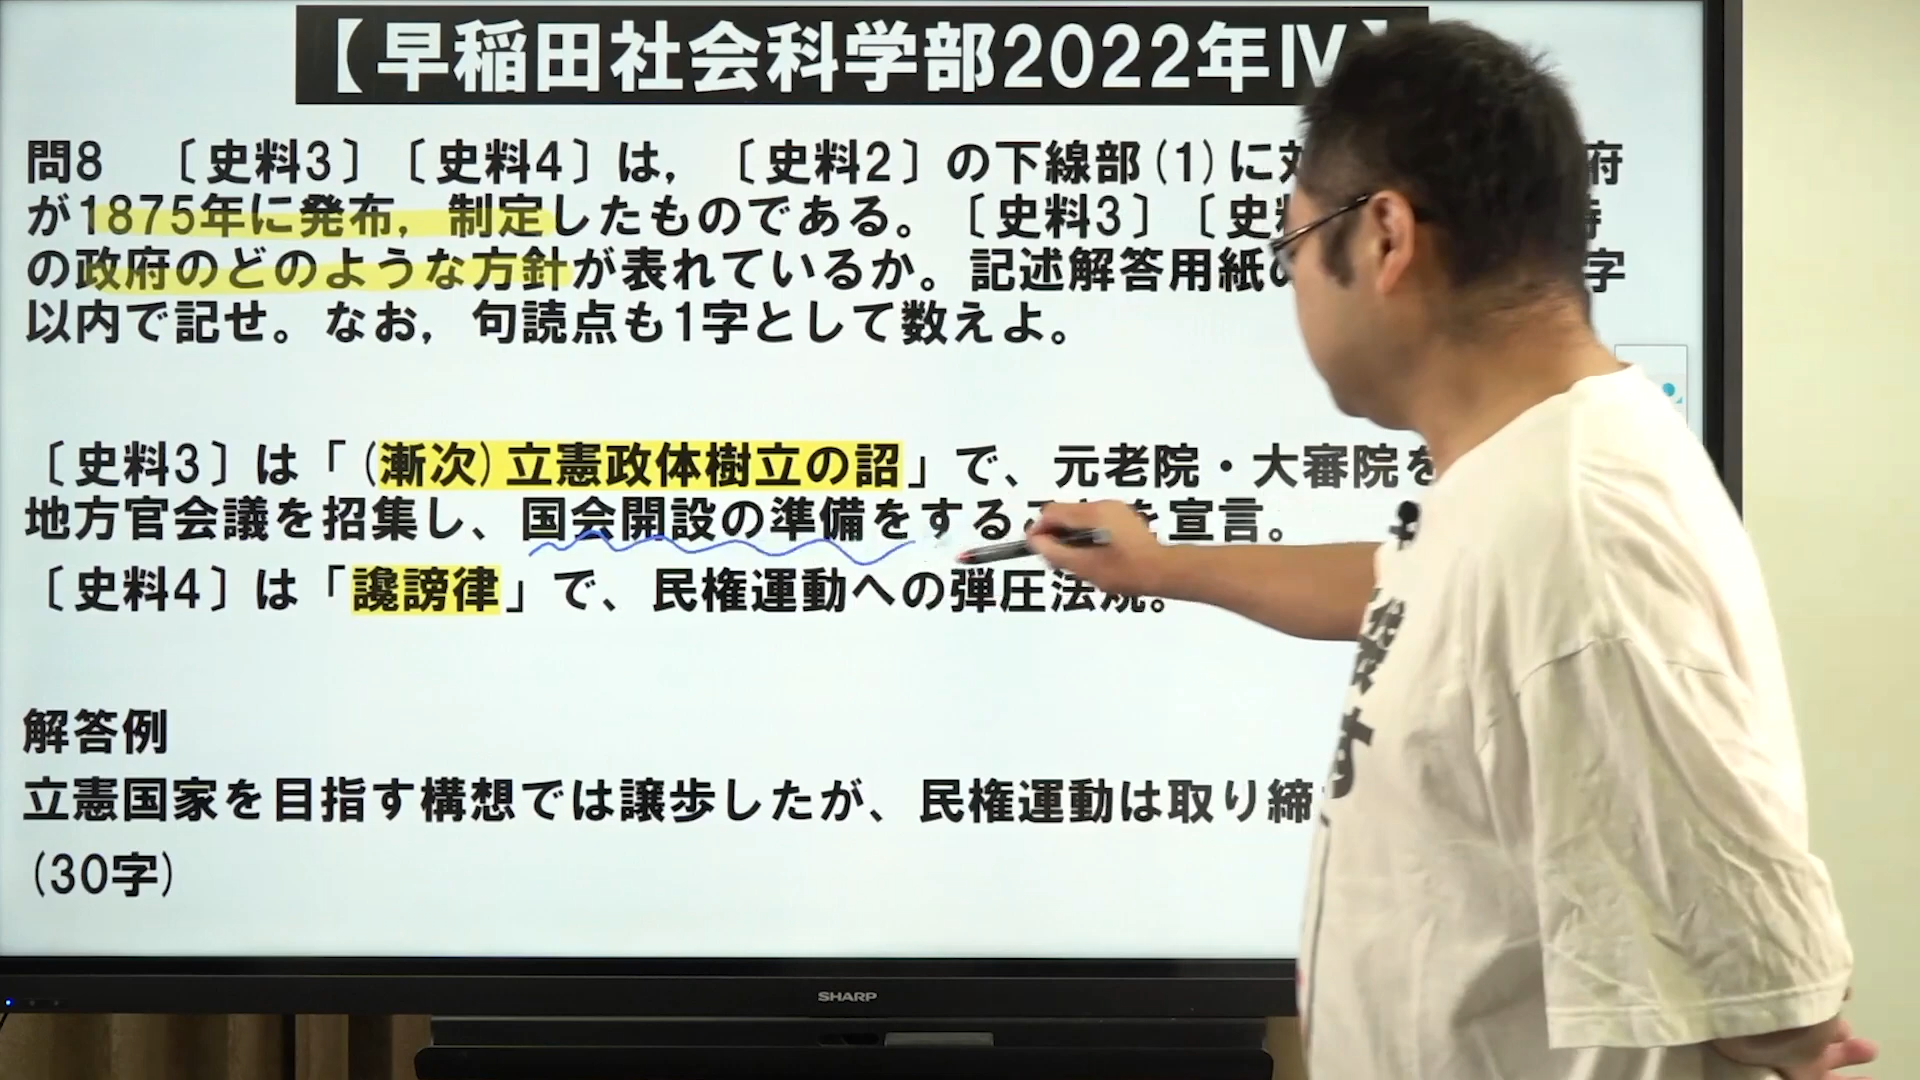 【早稲田社会科学部2022年Ⅳ】
問8 〔史料3〕〔史料4〕は，〔史料2〕の下線部(1)に対 府
が1875年に発布，制定したものである。〔史料3〕〔史
の政府のどのような方針が表れているか。記述解答用紙の 字
以内で記せ。なお，句読点も1字として数えよ。
〔史料3〕は「(漸次)立憲政体樹立の詔」で、元老院・大審院を
地方官会議を招集し、国会開設の準備をする を宣言。
〔史料4〕は「讒謗律」で、民権運動への弾圧法規。
解答例
立憲国家を目指す構想では譲歩したが、民権運動は取り締
(30字)
SHARP